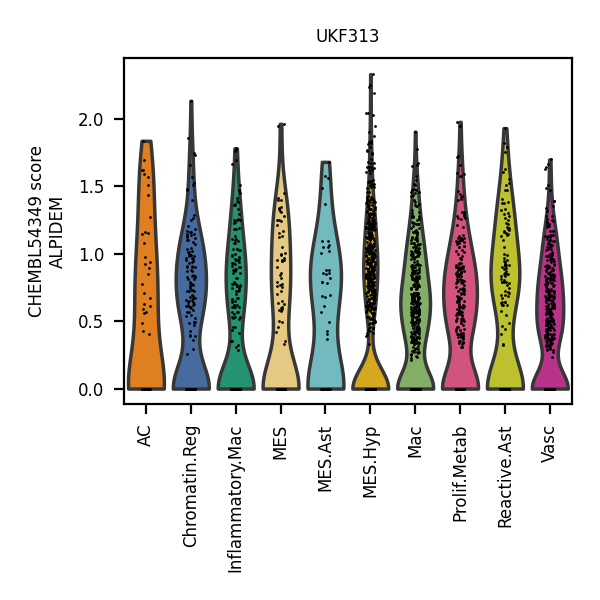 UKF313
CHEMBL54349 score
ALPIDEM
2.0
1.5
1.0
0.5
0.0
AC
Chromatin.Reg
Inflammatory.Mac
MES
MES.Ast
MES.Hyp
Mac
Prolif.Metab
Reactive.Ast
Vasc